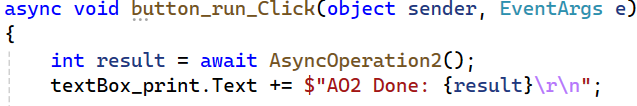 async void button_run_Click(object sender, EventArgs e)
{
    int result = await AsyncOperation2();
    textBox_print.Text += $"AO2 Done: {result}\r\n";